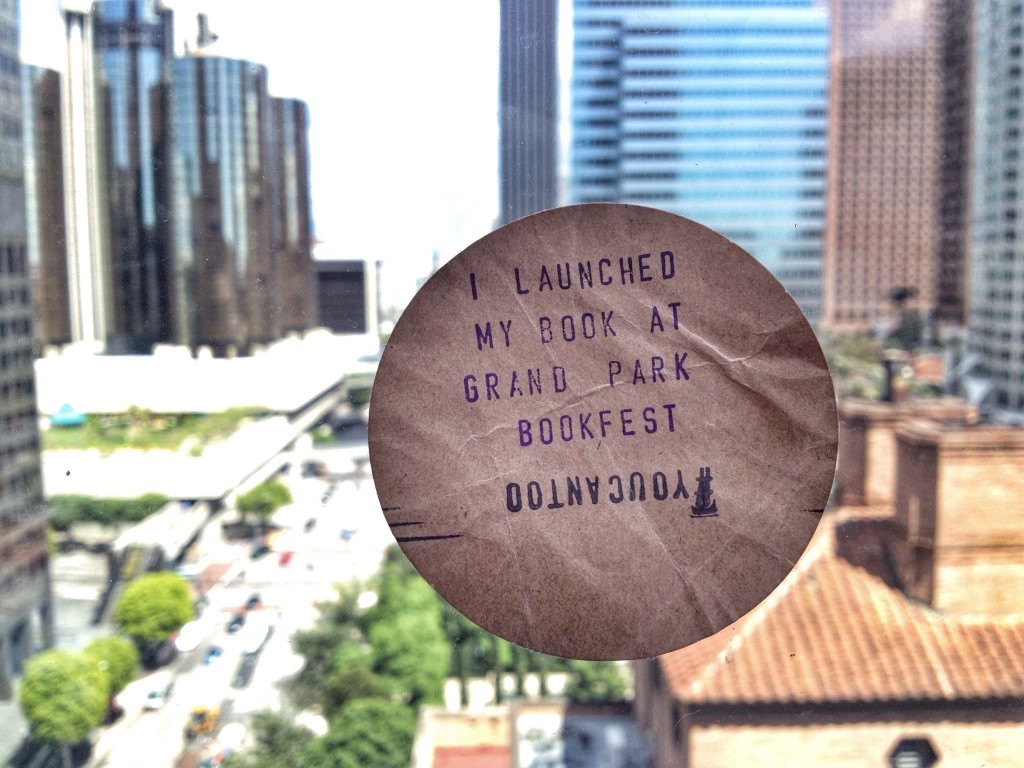 I LAUNCHED
MY BOOK AT
GRAND PARK
BOOKFEST
#YOUCANTOO